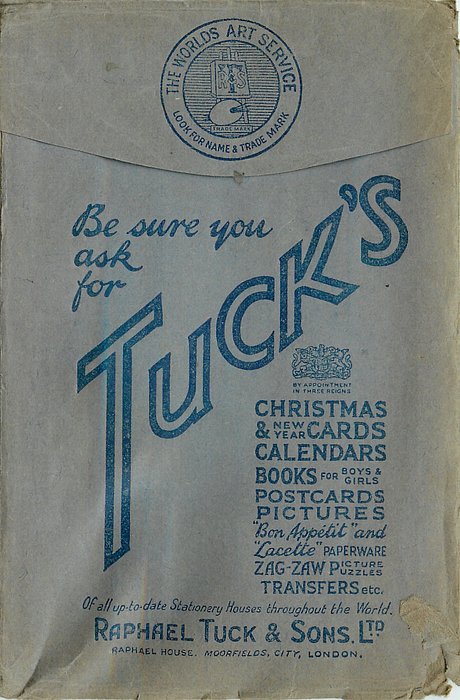 THE WORLDS ART SERVICE
RTS
TRADE MARK
LOOK FOR NAME & TRADE MARK
Be sure you
ask
for
TUCK'S
BY APPOINTMENT
IN THREE REIGNS
CHRISTMAS
& NEW YEAR CARDS
CALENDARS
BOOKS FOR BOYS & GIRLS
POSTCARDS
PICTURES
"Bon Appétit" and
"Lacette" PAPERWARE
ZAG-ZAW PICTURE PUZZLES
TRANSFERS etc.
Of all up-to-date Stationery Houses throughout the World.
RAPHAEL TUCK & SONS. LTD
RAPHAEL HOUSE. MOORFIELDS, CITY, LONDON.